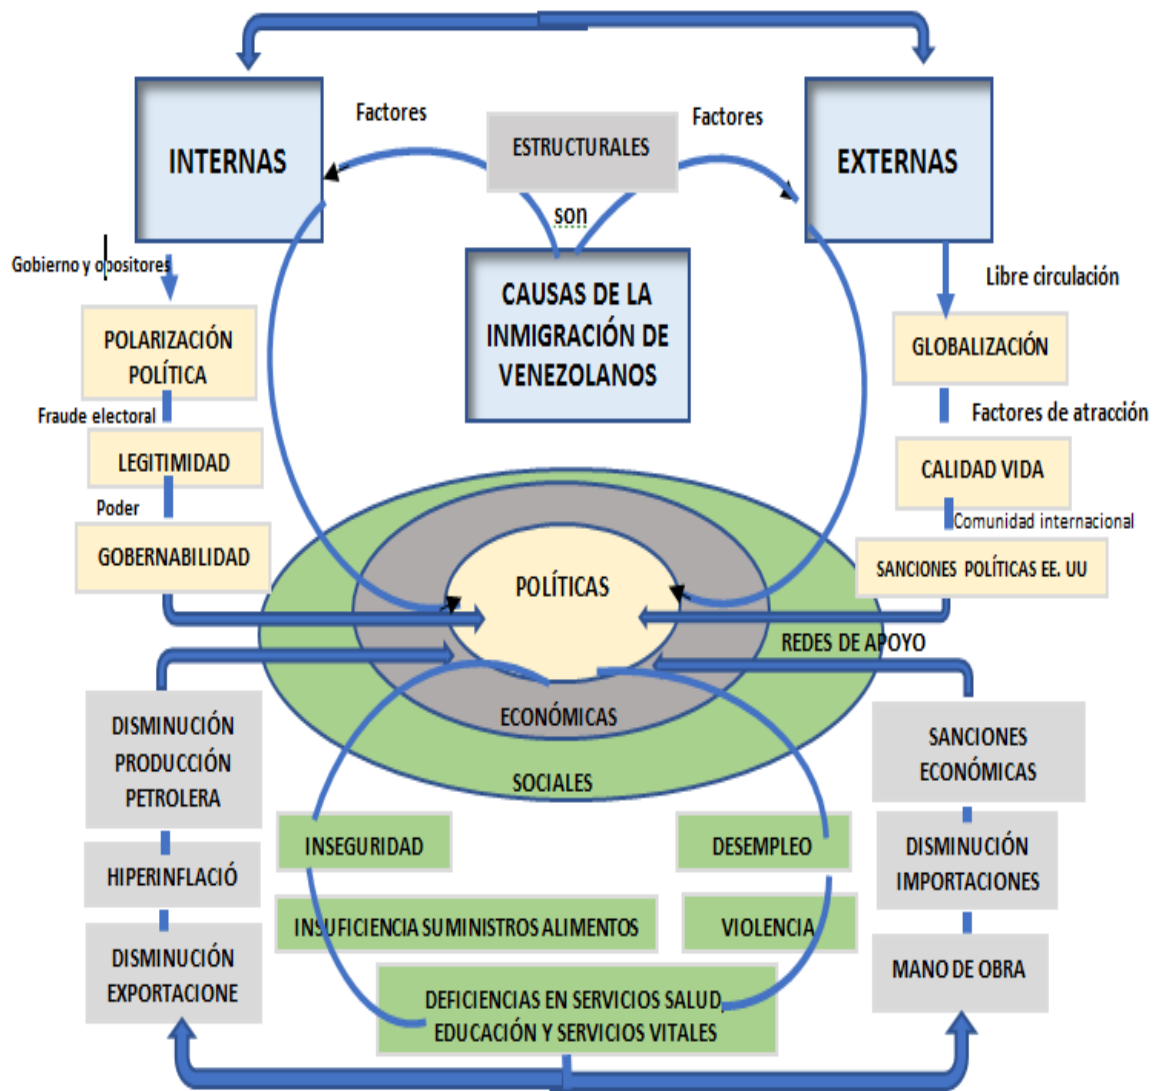 Factores
Factores
INTERNAS
ESTRUCTURALES
EXTERNAS
son
Gobierno y opositores
CAUSAS DE LA
INMIGRACIÓN DE
VENEZOLANOS
Libre circulación
POLARIZACIÓN
POLÍTICA
GLOBALIZACIÓN
Fraude electoral
Factores de atracción
LEGITIMIDAD
CALIDAD VIDA
Poder
Comunidad internacional
GOBERNABILIDAD
SANCIONES POLÍTICAS EE. UU
POLÍTICAS
REDES DE APOYO
ECONÓMICAS
SOCIALES
DISMINUCIÓN
PRODUCCIÓN
PETROLERA
SANCIONES
ECONÓMICAS
INSEGURIDAD
DESEMPLEO
HIPERINFLACIÓ
DISMINUCIÓN
IMPORTACIONES
INSUFICIENCIA SUMINISTROS ALIMENTOS
VIOLENCIA
DISMINUCIÓN
EXPORTACIONE
MANO DE OBRA
DEFICIENCIAS EN SERVICIOS SALUD,
EDUCACIÓN Y SERVICIOS VITALES